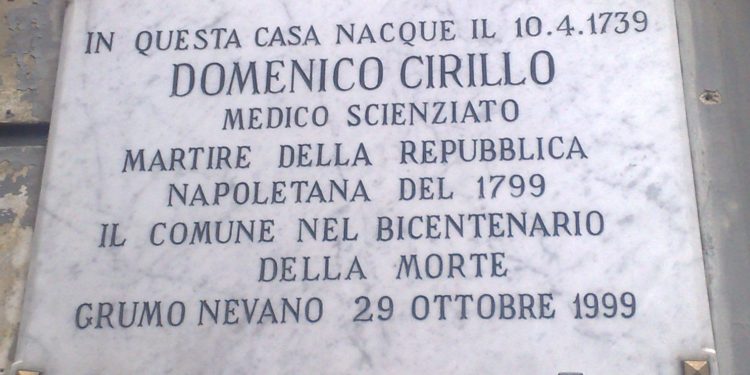 IN QUESTA CASA NACQUE IL 10.4.1739
DOMENICO CIRILLO
MEDICO SCIENZIATO
MARTIRE DELLA REPUBBLICA
NAPOLETANA DEL 1799
IL COMUNE NEL BICENTENARIO
DELLA MORTE
GRUMO NEVANO 29 OTTOBRE 1999